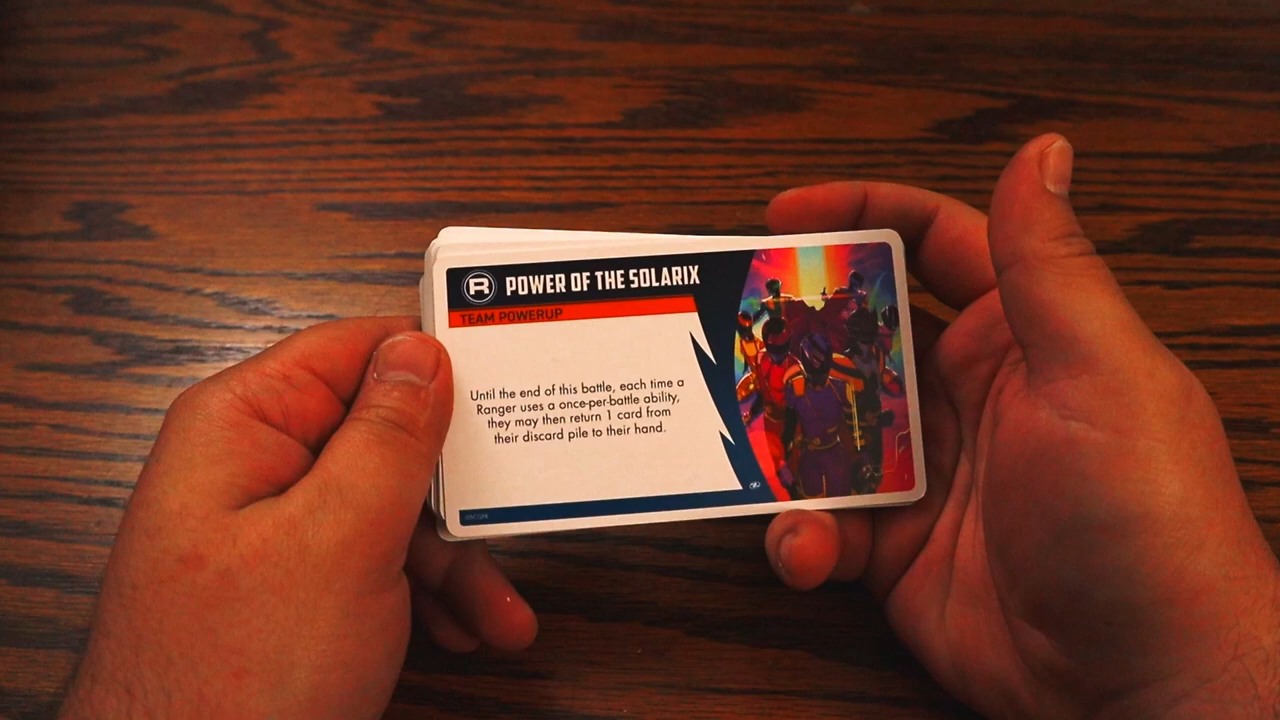 R POWER OF THE SOLARIX
TEAM POWERUP
Until the end of this battle, each time a
Ranger uses a once-per-battle ability,
they may then return 1 card from
their discard pile to their hand.